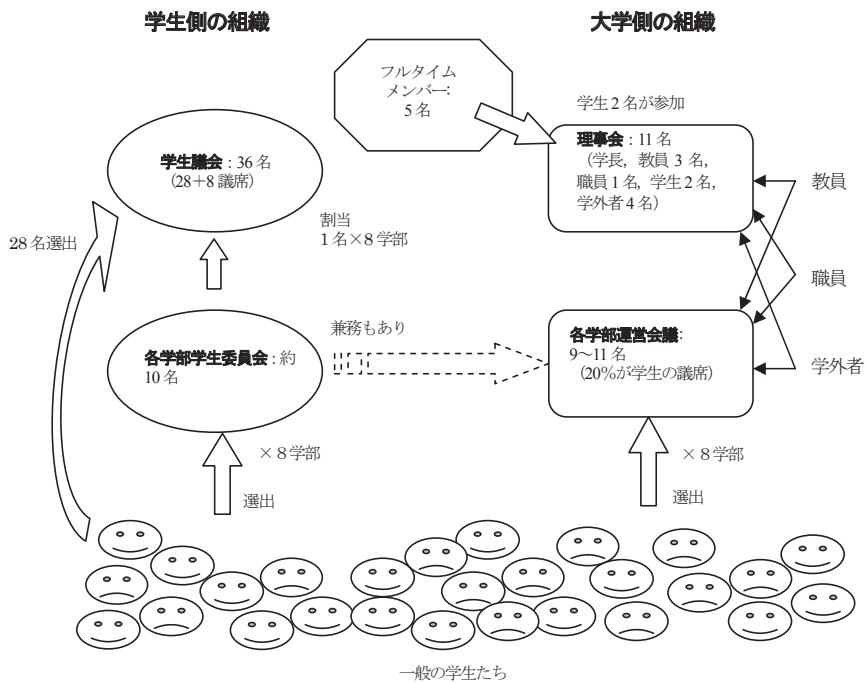 学生側の組織
大学側の組織
フルタイム
メンバー:
5名
学生2名が参加
理事会：11名
（学長，教員 3 名，
職員1名，学生2名，
学外者4名）
学生議会：36名
（28＋8議席）
教員
28名選出
割当
1名×8学部
職員
兼務もあり
各学部学生委員会：約
10名
各学部運営会議:
9〜11名
（20％が学生の議席）
学外者
×8学部
選出
×8学部
選出
一般の学生たち